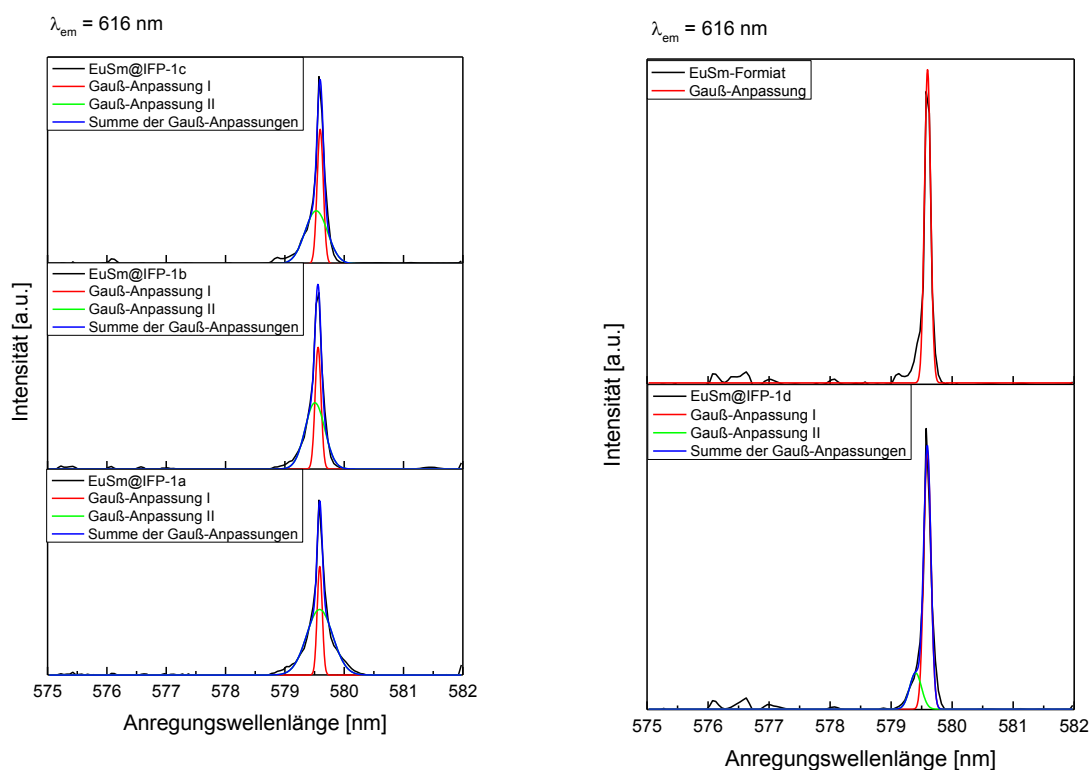 λem = 616 nm
EuSm@IFP-1c
Gauß-Anpassung I
Gauß-Anpassung II
Summe der Gauß-Anpassungen
EuSm@IFP-1b
Gauß-Anpassung I
Gauß-Anpassung II
Summe der Gauß-Anpassungen
EuSm@IFP-1a
Gauß-Anpassung I
Gauß-Anpassung II
Summe der Gauß-Anpassungen
Intensität [a.u.]
575 576 577 578 579 580 581 582
Anregungswellenlänge [nm]
λem = 616 nm
EuSm-Formiat
Gauß-Anpassung
EuSm@IFP-1d
Gauß-Anpassung I
Gauß-Anpassung II
Summe der Gauß-Anpassungen
Intensität [a.u.]
575 576 577 578 579 580 581 582
Anregungswellenlänge [nm]